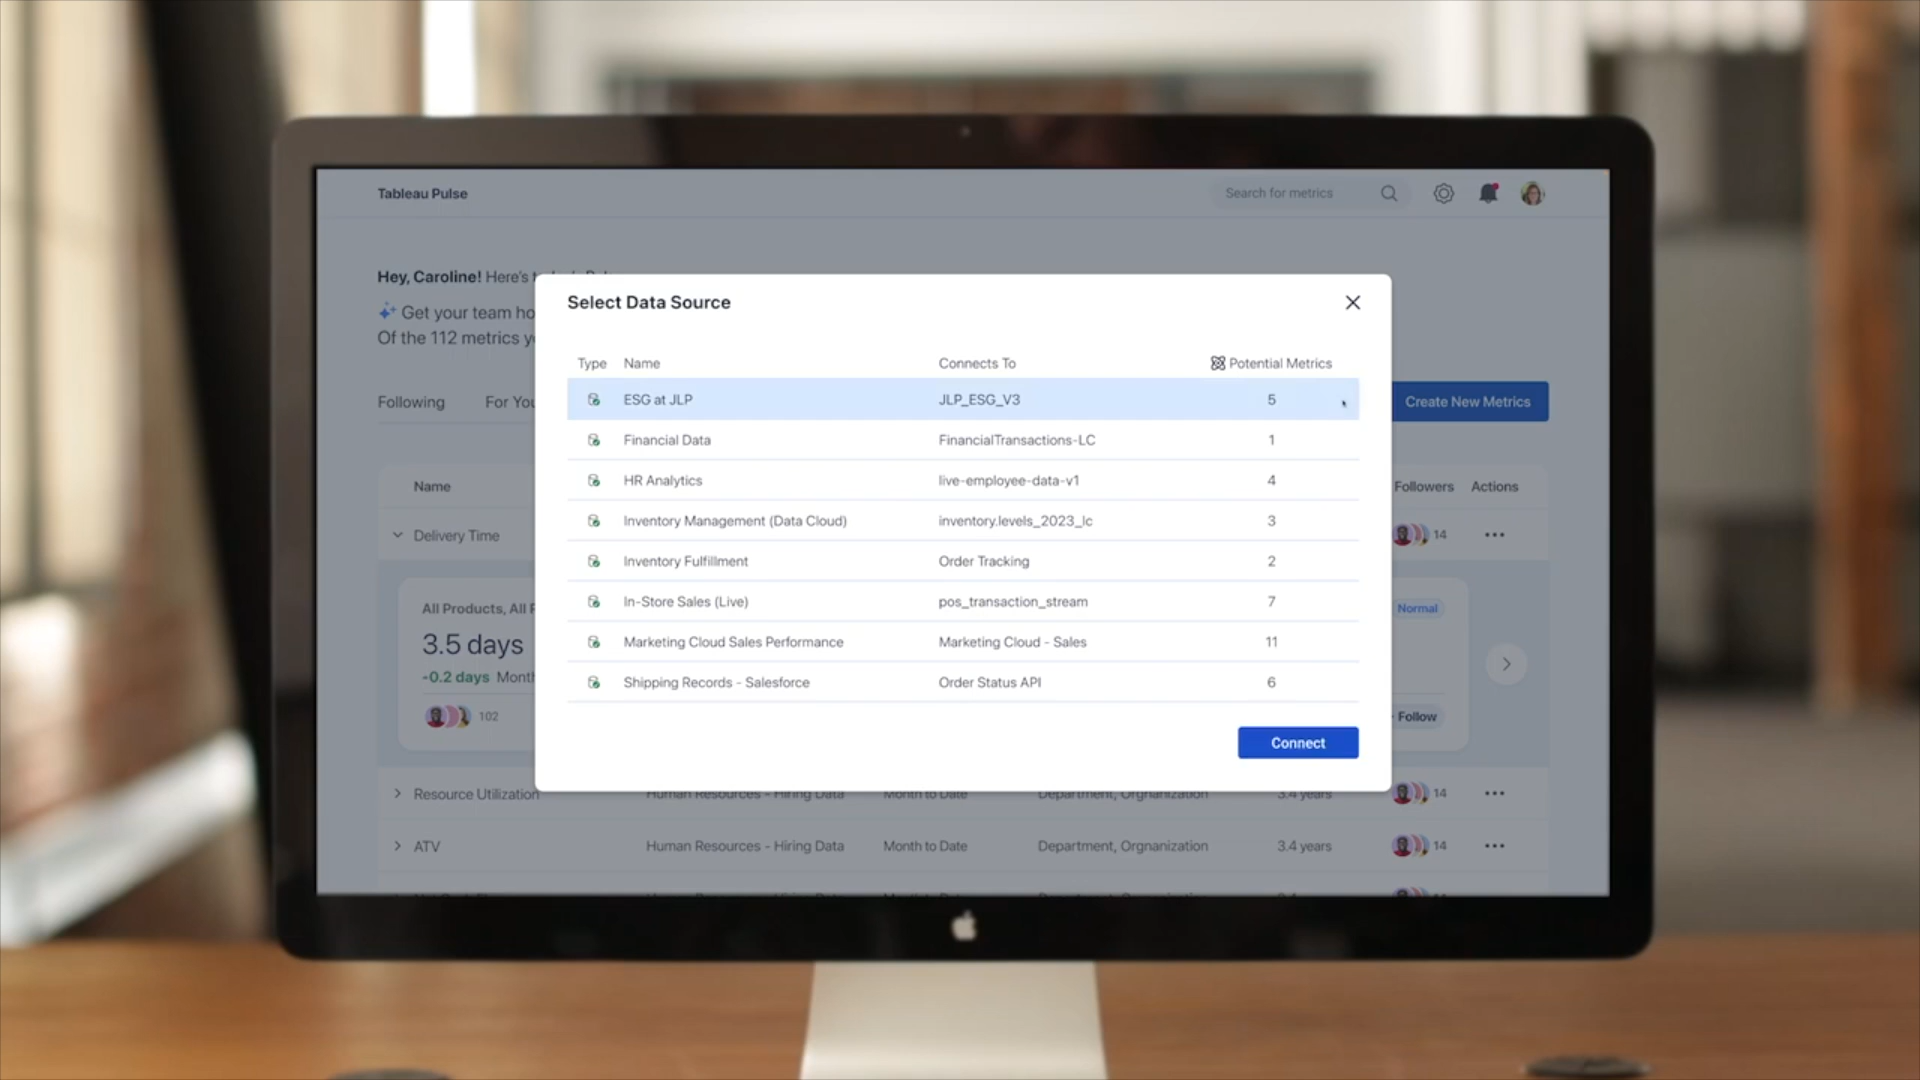 Tableau Pulse
Search for metrics
Hey, Caroline! Here's
Get your team
Of the 112 metrics
Following For You
Create New Metrics
Select Data Source
Type Name Connects To Potential Metrics
ESG at JLP JLP_ESG_V3 5
Financial Data FinancialTransactions-LC 1
HR Analytics live-employee-data-v1 4
Inventory Management (Data Cloud) inventory.levels_2023_lc 3
Inventory Fulfillment Order Tracking 2
In-Store Sales (Live) pos_transaction_stream 7
Marketing Cloud Sales Performance Marketing Cloud - Sales 11
Shipping Records - Salesforce Order Status API 6
Connect
Name Followers Actions
Delivery Time 14
All Products, All
Normal
3.5 days
-0.2 days Month
102
Follow
Resource Utilization Human Resources - Hiring Data Month to Date Department, Orgnanization 3.4 years 14
ATV Human Resources - Hiring Data Month to Date Department, Orgnanization 3.4 years 14